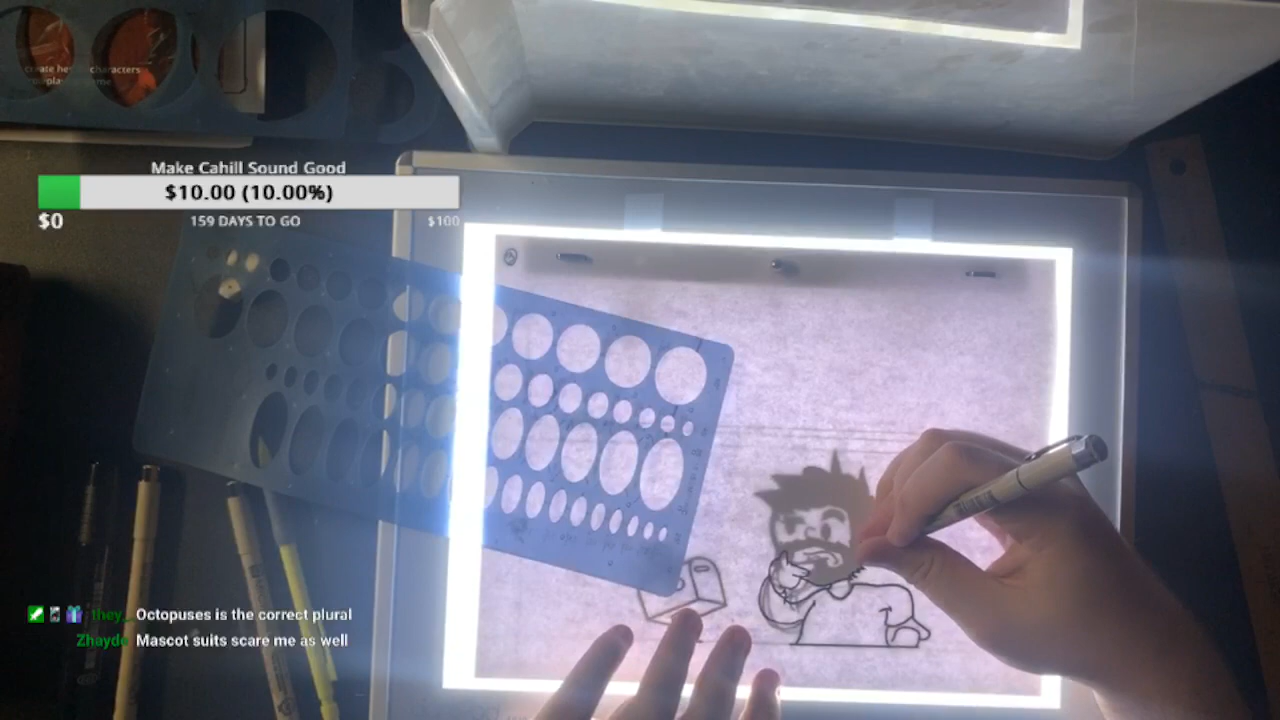 Make Cahill Sound Good
$10.00 (10.00%)
$0 159 DAYS TO GO $100
they_ Octopuses is the correct plural
Zhayde Mascot suits scare me as well